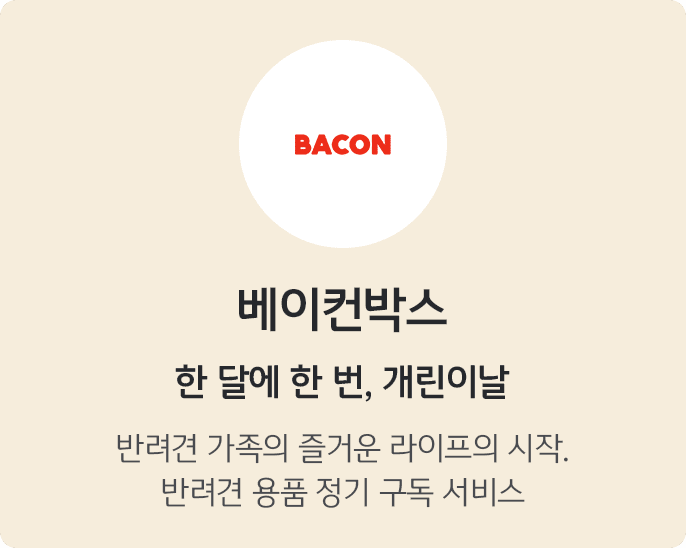 BACON
베이컨박스
한 달에 한 번, 개린이날
반려견 가족의 즐거운 라이프의 시작.
반려견 용품 정기 구독 서비스